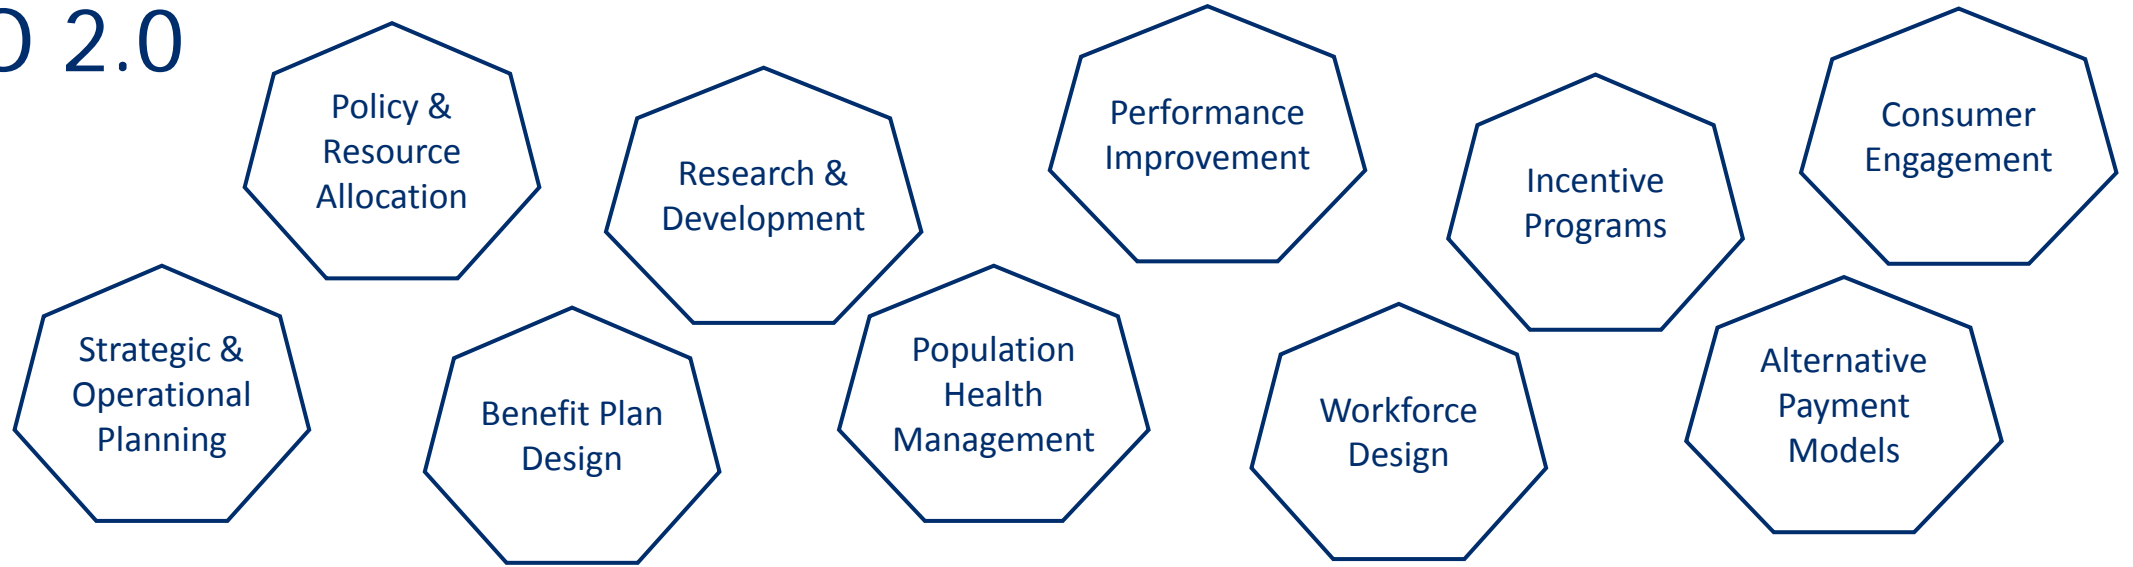 2.0
Policy &
Resource
Allocation
Research &
Development
Performance
Improvement
Incentive
Programs
Consumer
Engagement
Strategic &
Operational
Planning
Benefit Plan
Design
Population
Health
Management
Workforce
Design
Alternative
Payment
Models